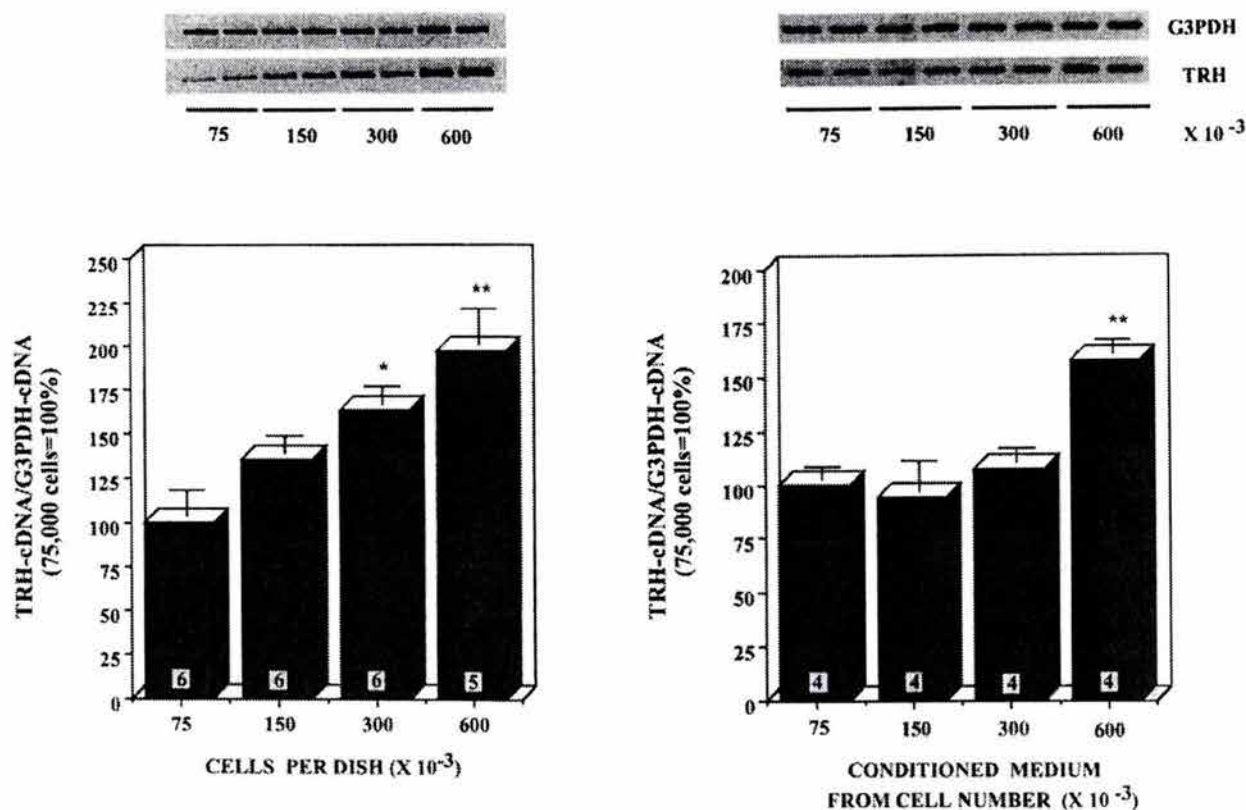 G3PDH
TRH
75 150 300 600
75 150 300 600 X 10 -3
TRH-cDNA/G3PDH-cDNA
(75,000 cells=100%)
250
225
200
175
150
125
100
75
50
25
0
*
**
6 6 6 5
75 150 300 600
CELLS PER DISH (X 10 -3)
TRH-cDNA/G3PDH-cDNA
(75,000 cells=100%)
200
175
150
125
100
75
50
25
0
**
4 4 4 4
75 150 300 600
CONDITIONED MEDIUM
FROM CELL NUMBER (X 10 -3)